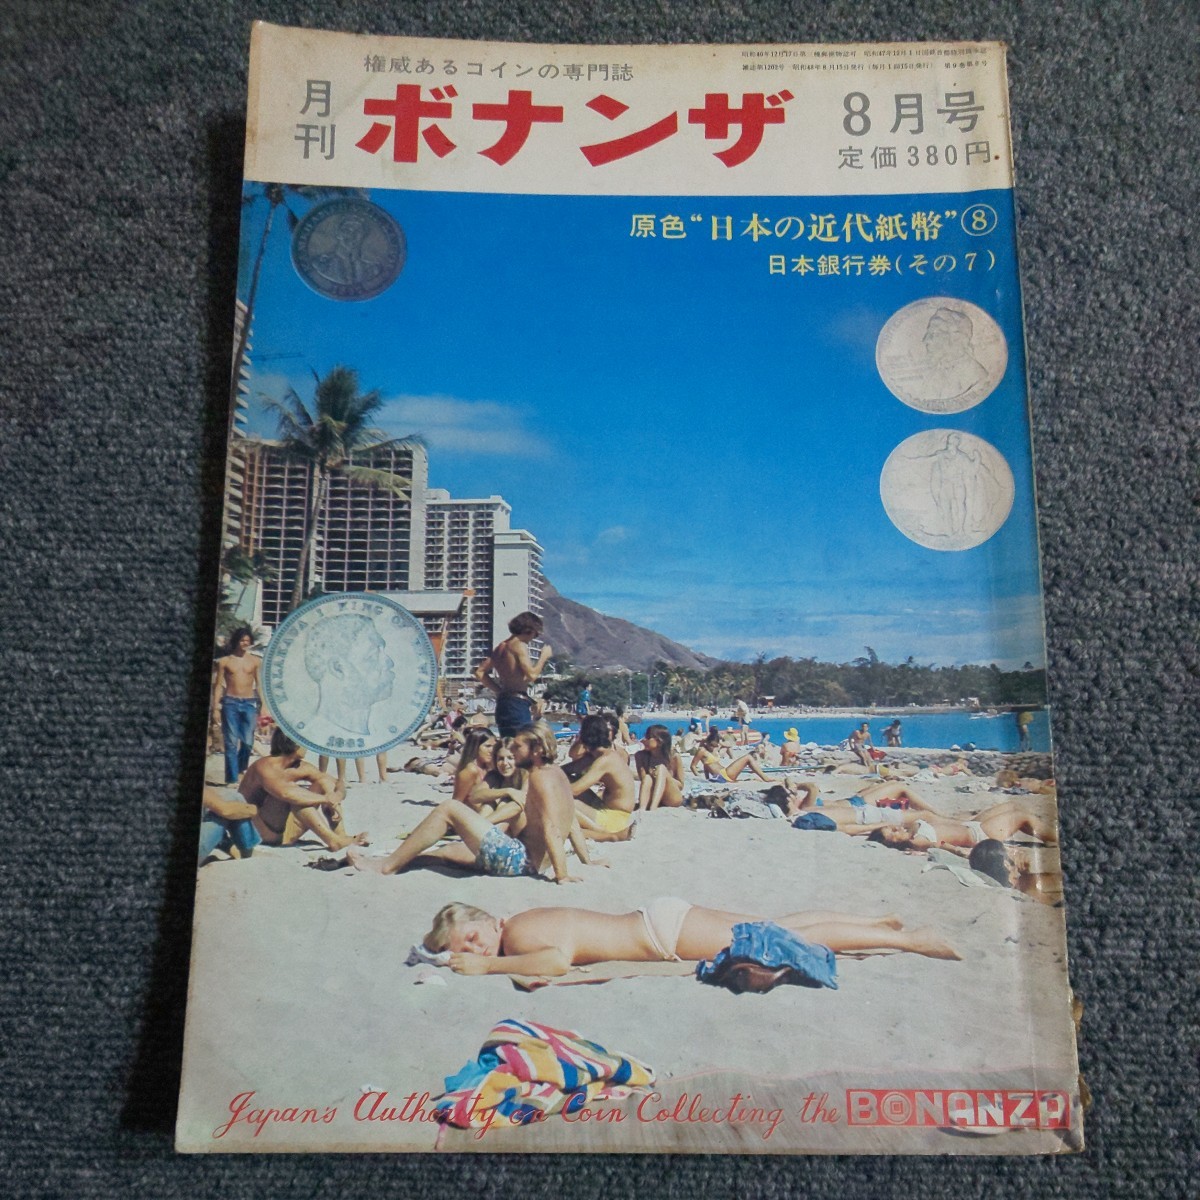 権威あるコインの専門誌
月刊 ボナンザ
8月号
定価380円
原色“日本の近代紙幣”⑧
日本銀行券(その7)
KALAKAUA I KING OF HAWAII
1883
Japan's Authority on Coin Collecting the BONANZA